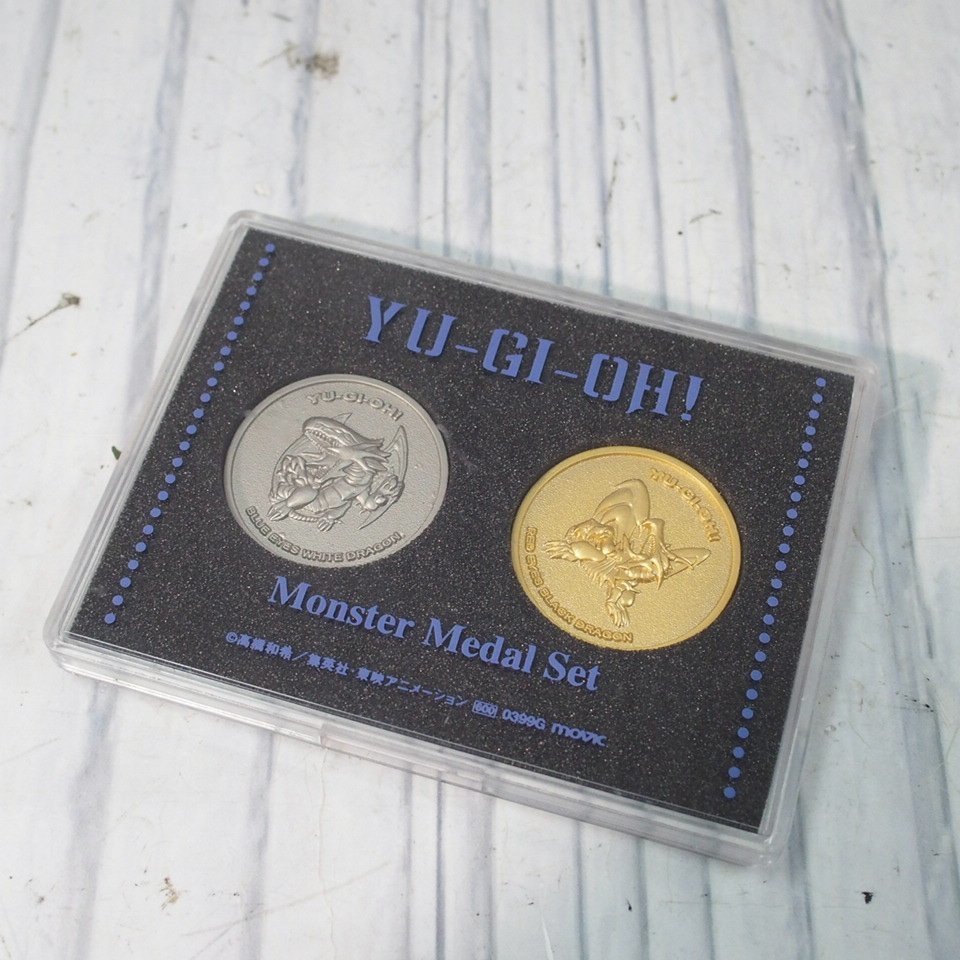 YU-GI-OH!
YU-GI-OH!
BLUE EYES WHITE DRAGON
YU-GI-OH!
RED EYES BLACK DRAGON
Monster Medal Set
©高橋和希／集英社・東映アニメーション 600 0399G movic